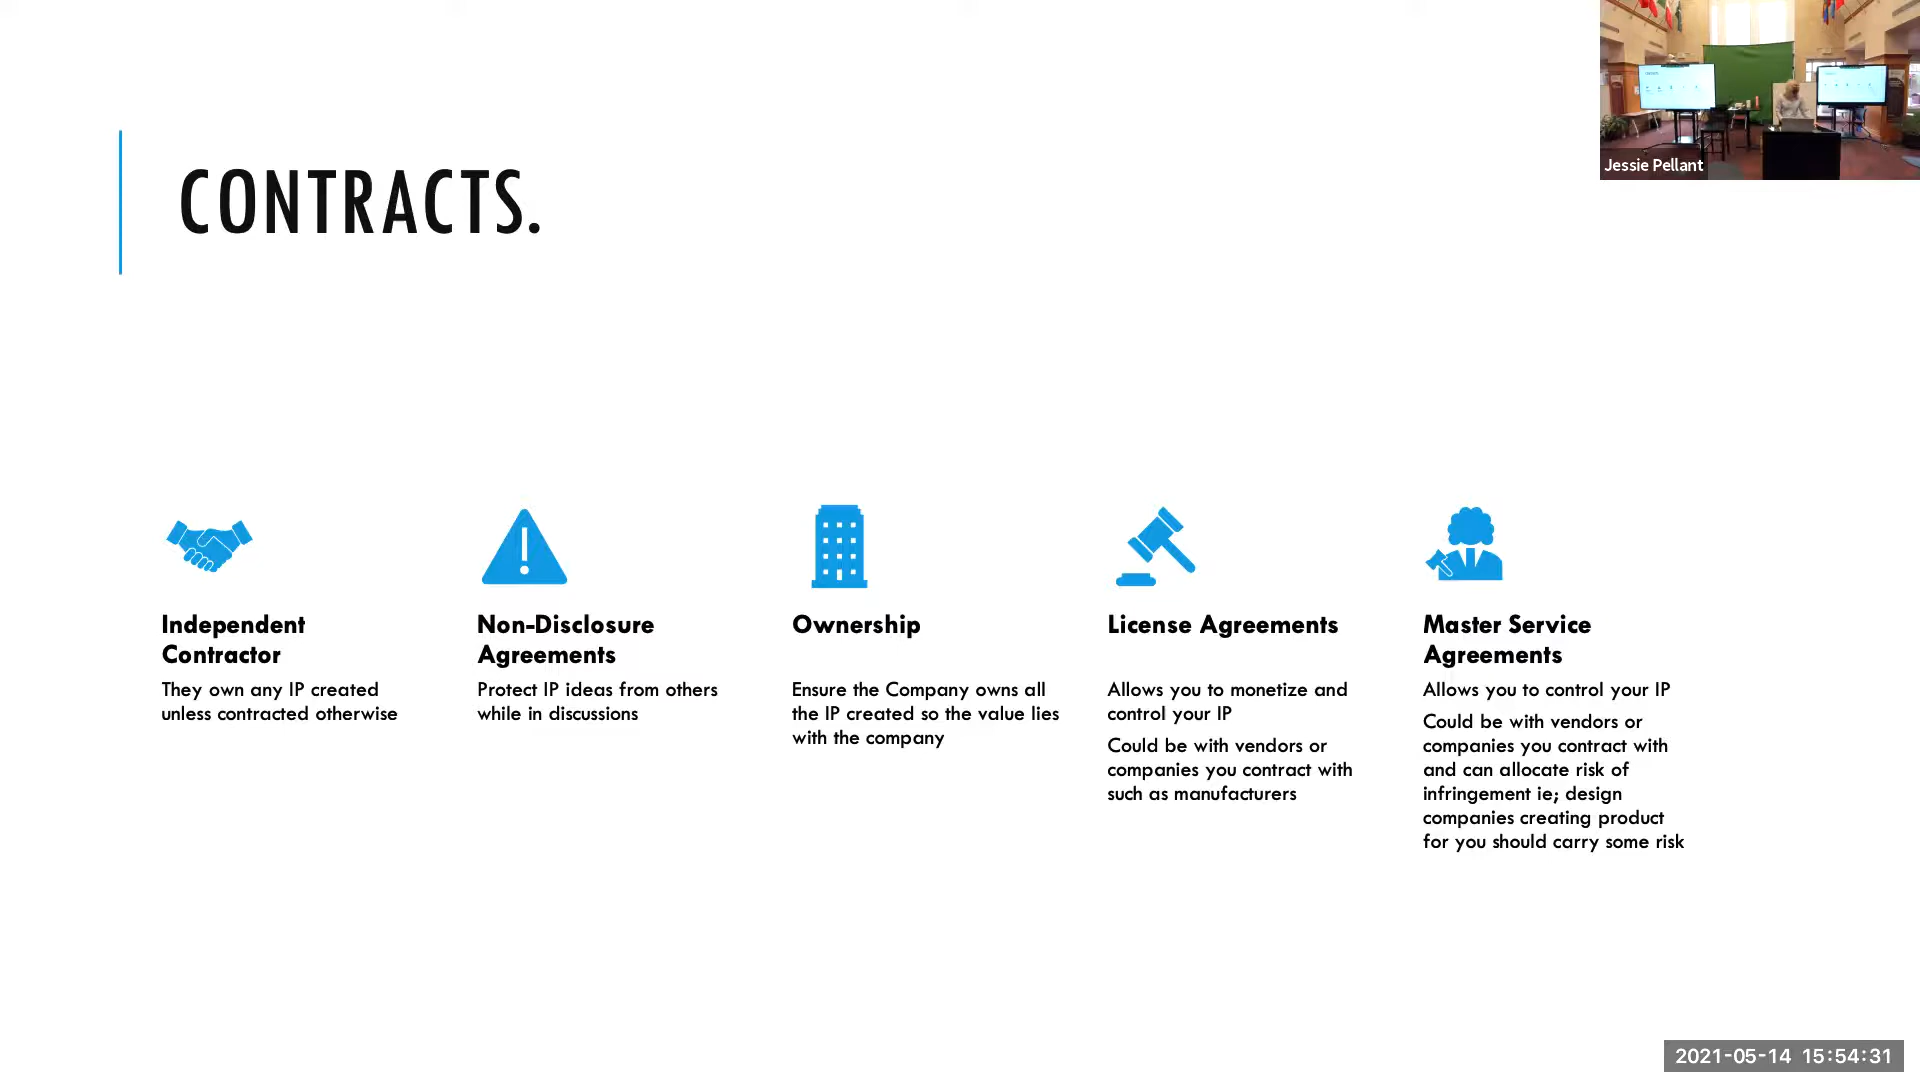 Jessie Pellant
CONTRACTS.
Independent
Contractor
They own any IP created
unless contracted otherwise
Non-Disclosure
Agreements
Protect IP ideas from others
while in discussions
Ownership
Ensure the Company owns all
the IP created so the value lies
with the company
License Agreements
Allows you to monetize and
control your IP
Could be with vendors or
companies you contract with
such as manufacturers
Master Service
Agreements
Allows you to control your IP
Could be with vendors or
companies you contract with
and can allocate risk of
infringement ie; design
companies creating product
for you should carry some risk
2021-05-14 15:54:31